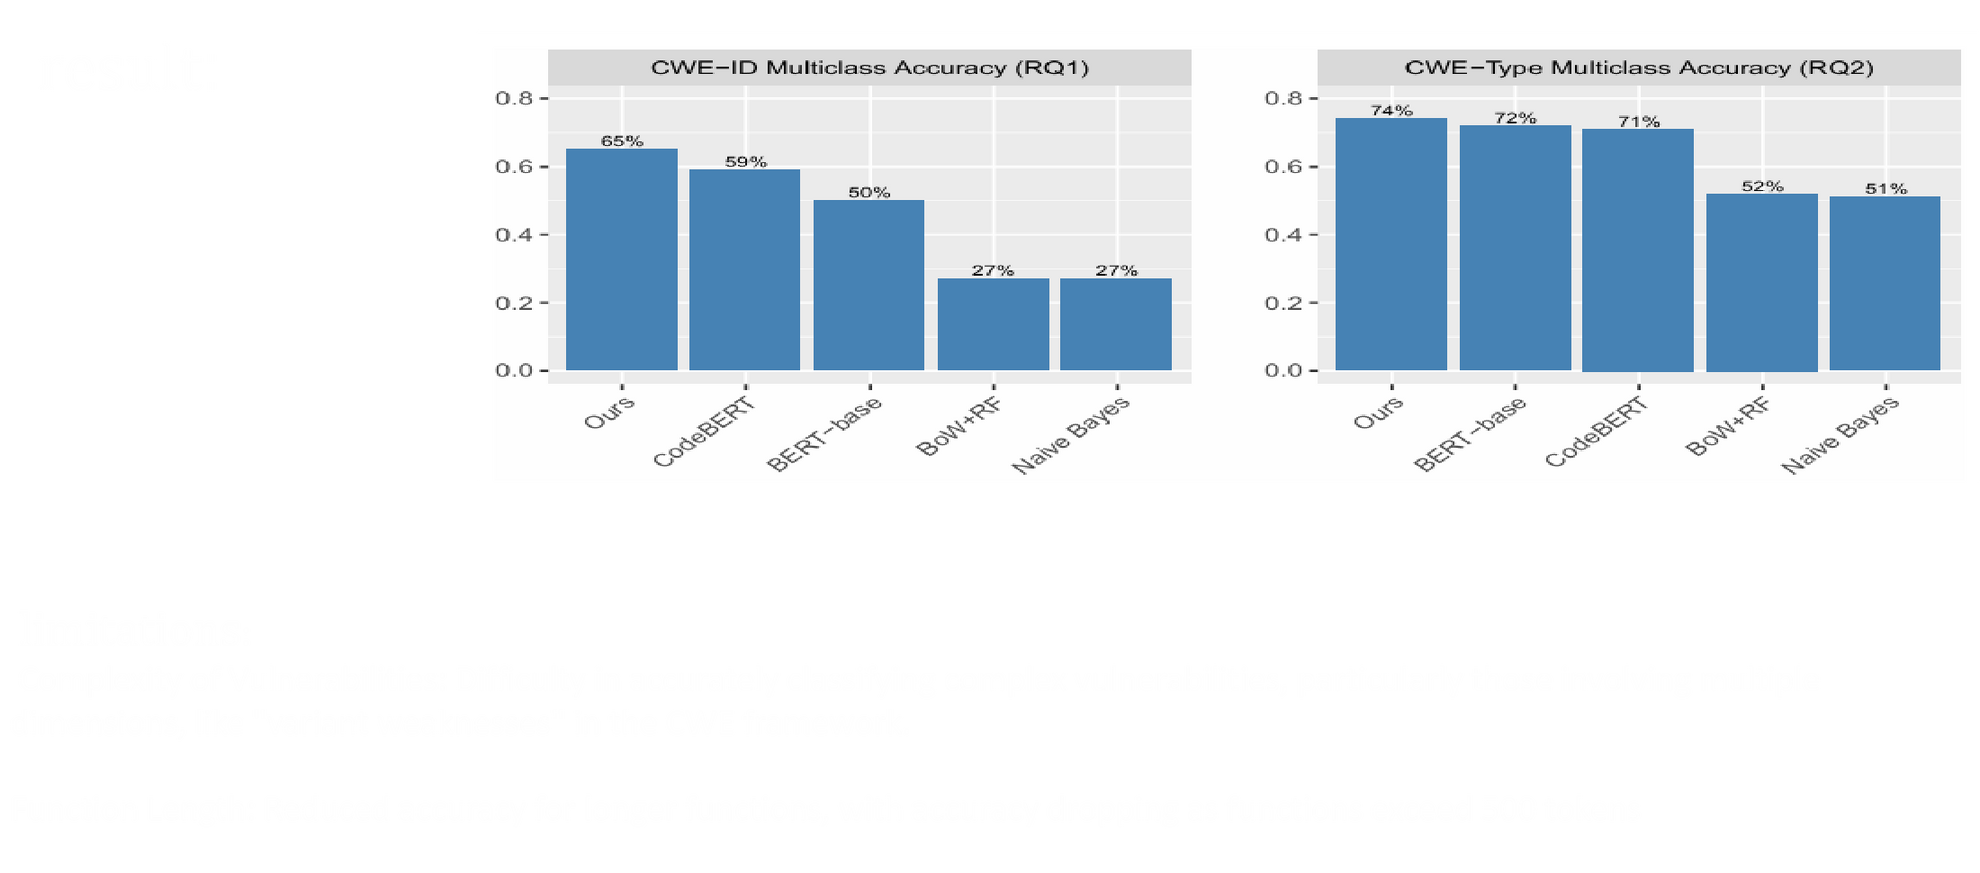 CWE−ID Multiclass Accuracy (RQ1)
0.8
0.6
0.4
0.2
0.0
65%
59%
50%
27%
27%
Ours
CodeBERT
BERT−base
BoW+RF
Naive Bayes
CWE−Type Multiclass Accuracy (RQ2)
0.8
0.6
0.4
0.2
0.0
74%
72%
71%
52%
51%
Ours
BERT−base
CodeBERT
BoW+RF
Naive Bayes